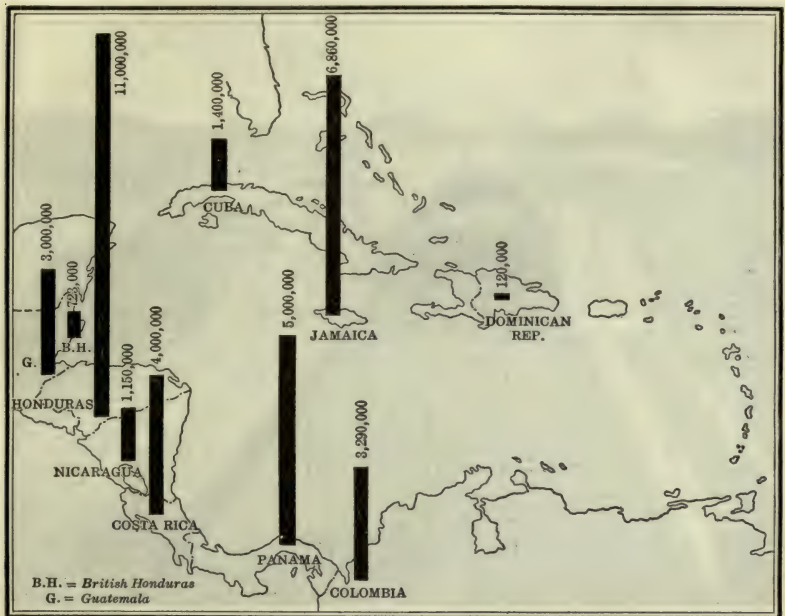 11,000,000
6,860,000
1,400,000
CUBA
3,000,000
723,000
120,000
5,000,000
JAMAICA
DOMINICAN
REP.
B.H.
G.
4,000,000
1,150,000
HONDURAS
3,290,000
NICARAGUA
COSTA RICA
PANAMA
COLOMBIA
B.H. = British Honduras
G. = Guatemala